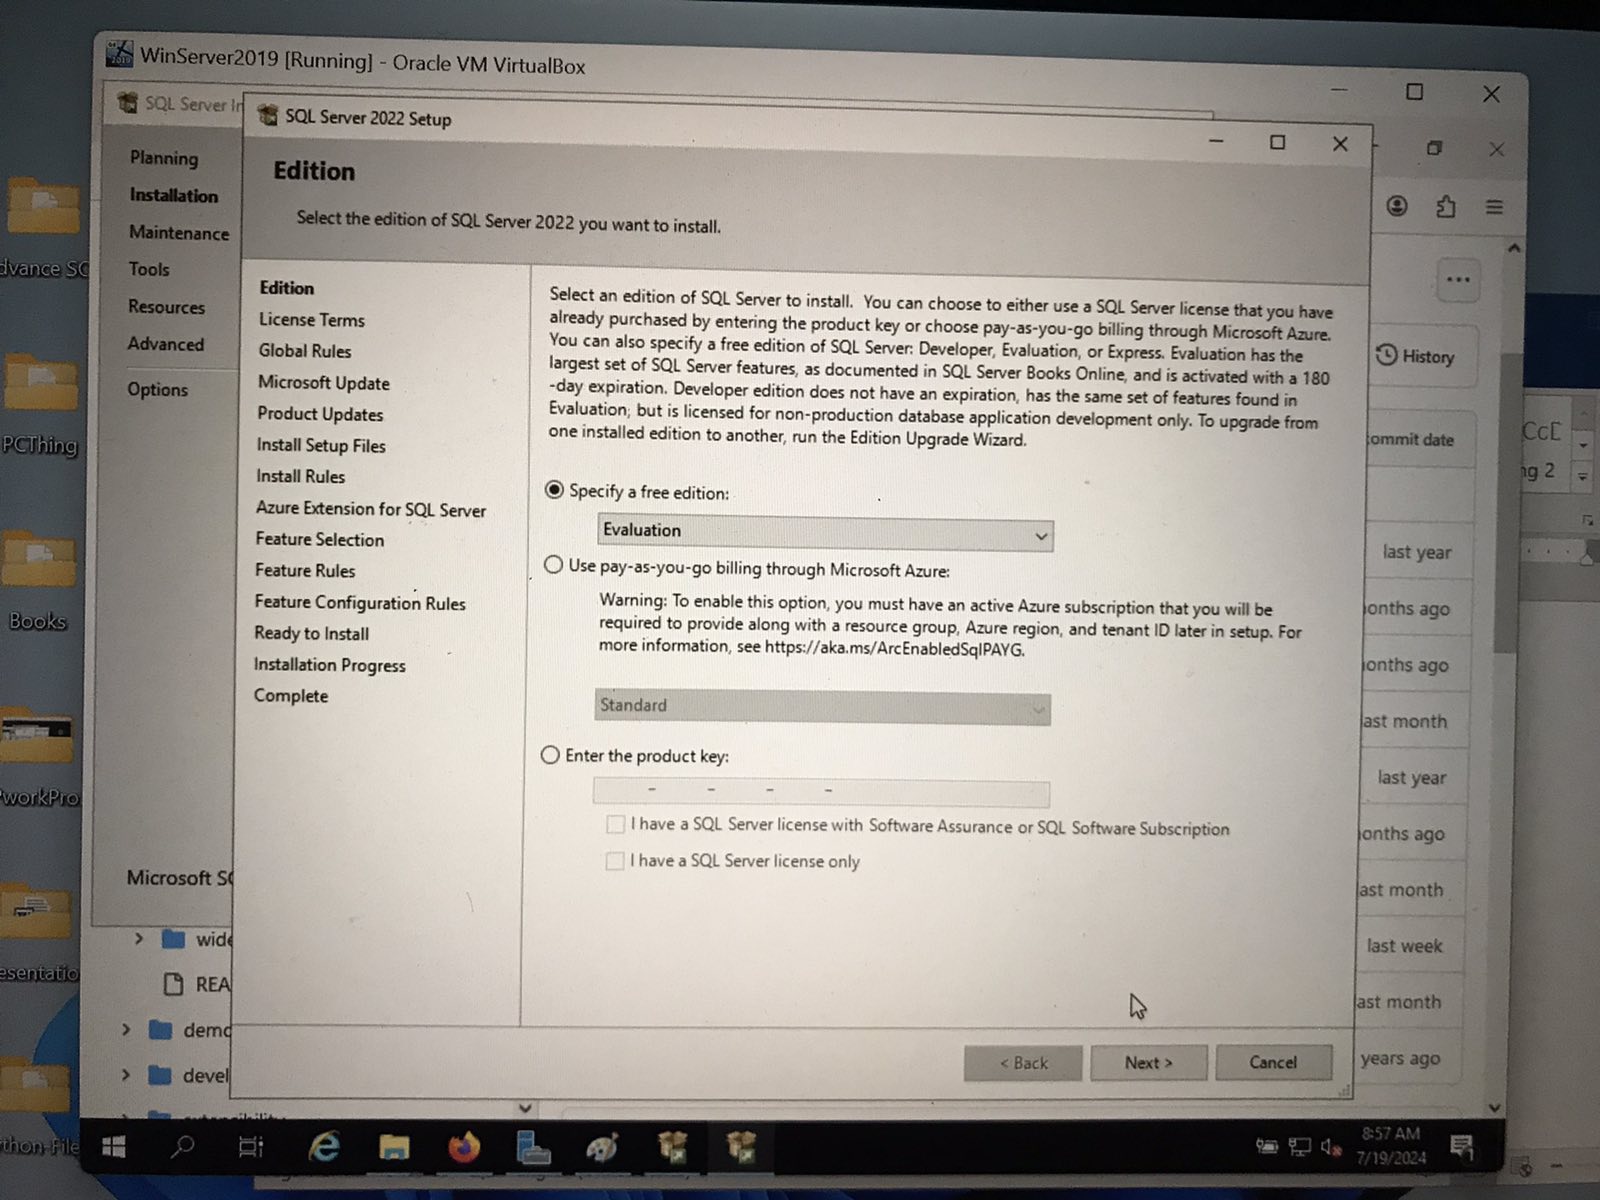 WinServer2019 [Running] - Oracle VM VirtualBox
SQL Server In
SQL Server 2022 Setup
Planning
Installation
Maintenance
Tools
Resources
Advanced
Options
Microsoft SQ
Edition
Select the edition of SQL Server 2022 you want to install.
Edition
License Terms
Global Rules
Microsoft Update
Product Updates
Install Setup Files
Install Rules
Azure Extension for SQL Server
Feature Selection
Feature Rules
Feature Configuration Rules
Ready to Install
Installation Progress
Complete
Select an edition of SQL Server to install. You can choose to either use a SQL Server license that you have
already purchased by entering the product key or choose pay-as-you-go billing through Microsoft Azure.
You can also specify a free edition of SQL Server: Developer, Evaluation, or Express. Evaluation has the
largest set of SQL Server features, as documented in SQL Server Books Online, and is activated with a 180
-day expiration. Developer edition does not have an expiration, has the same set of features found in
Evaluation, but is licensed for non-production database application development only. To upgrade from
one installed edition to another, run the Edition Upgrade Wizard.
Specify a free edition:
Evaluation
Use pay-as-you-go billing through Microsoft Azure:
Warning: To enable this option, you must have an active Azure subscription that you will be
required to provide along with a resource group, Azure region, and tenant ID later in setup. For
more information, see https://aka.ms/ArcEnabledSqlPAYG.
Standard
Enter the product key:
- - - -
I have a SQL Server license with Software Assurance or SQL Software Subscription
I have a SQL Server license only
< Back
Next >
Cancel
History
ommit date
last year
onths ago
onths ago
ast month
last year
onths ago
ast month
last week
ast month
years ago
CcD
ng 2
dvance SQ
PCThing
Books
workPro
esentatio
thon-File
wide
REA
demo
devel
8:57 AM
7/19/2024